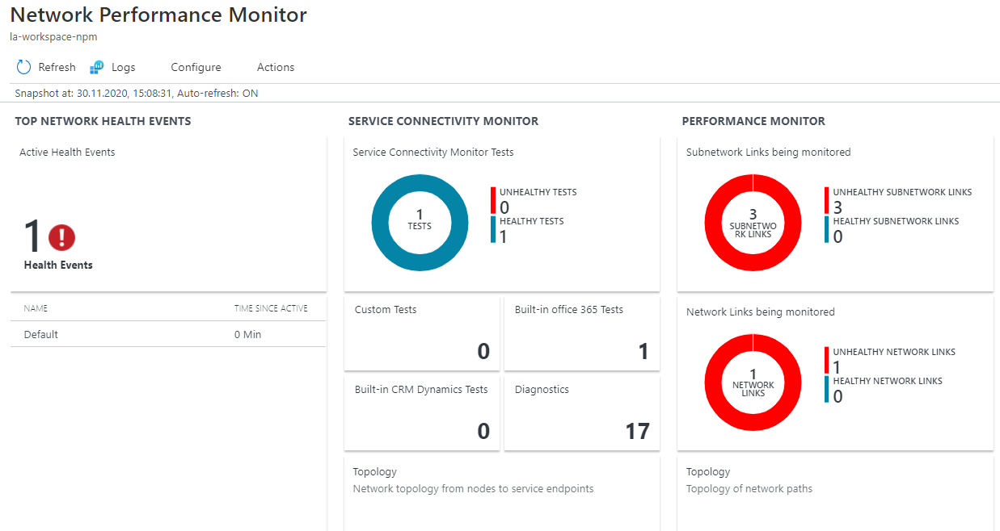 Network Performance Monitor
la-workspace-npm
Refresh Logs Configure Actions
Snapshot at: 30.11.2020, 15:08:31, Auto-refresh: ON
TOP NETWORK HEALTH EVENTS
Active Health Events
1
Health Events
NAME TIME SINCE ACTIVE
Default 0 Min
SERVICE CONNECTIVITY MONITOR
Service Connectivity Monitor Tests
1
TESTS
UNHEALTHY TESTS
0
HEALTHY TESTS
1
Custom Tests
0
Built-in office 365 Tests
1
Built-in CRM Dynamics Tests
0
Diagnostics
17
Topology
Network topology from nodes to service endpoints
PERFORMANCE MONITOR
Subnetwork Links being monitored
3
SUBNETWO
RK LINKS
UNHEALTHY SUBNETWORK LINKS
3
HEALTHY SUBNETWORK LINKS
0
Network Links being monitored
1
NETWORK
LINKS
UNHEALTHY NETWORK LINKS
1
HEALTHY NETWORK LINKS
0
Topology
Topology of network paths